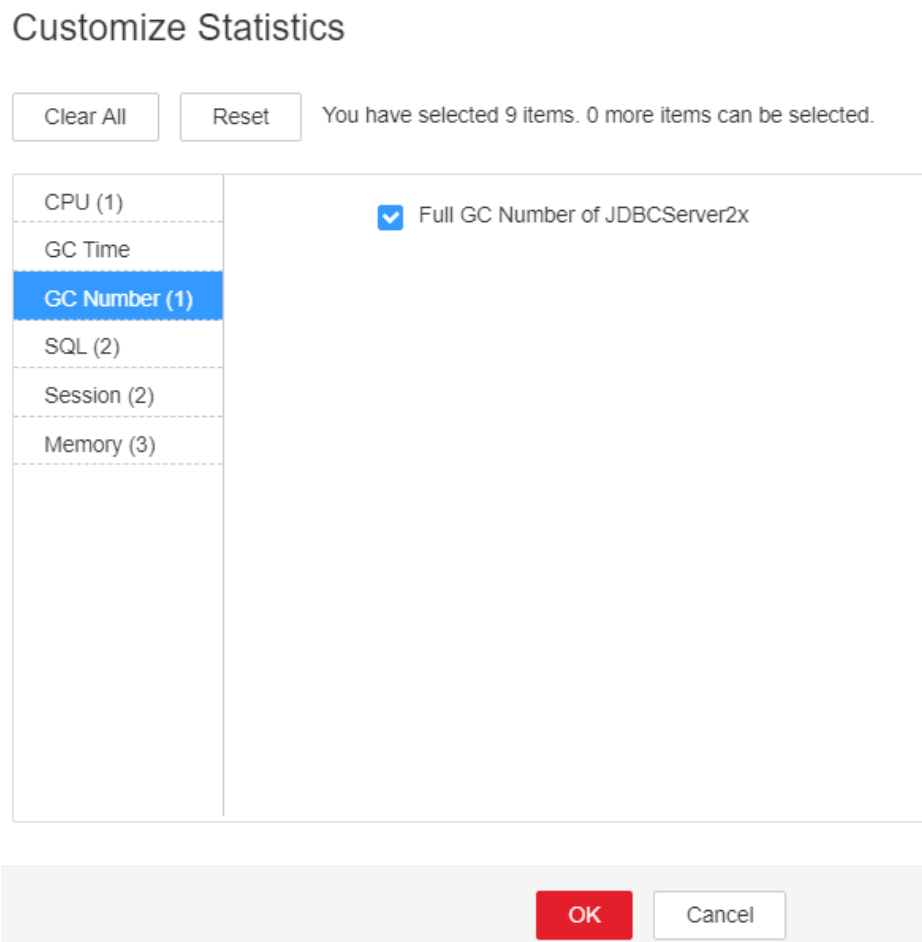 Customize Statistics
Clear All Reset You have selected 9 items. 0 more items can be selected.
CPU (1)
Full GC Number of JDBCServer2x
GC Time
GC Number (1)
SQL (2)
Session (2)
Memory (3)
OK Cancel